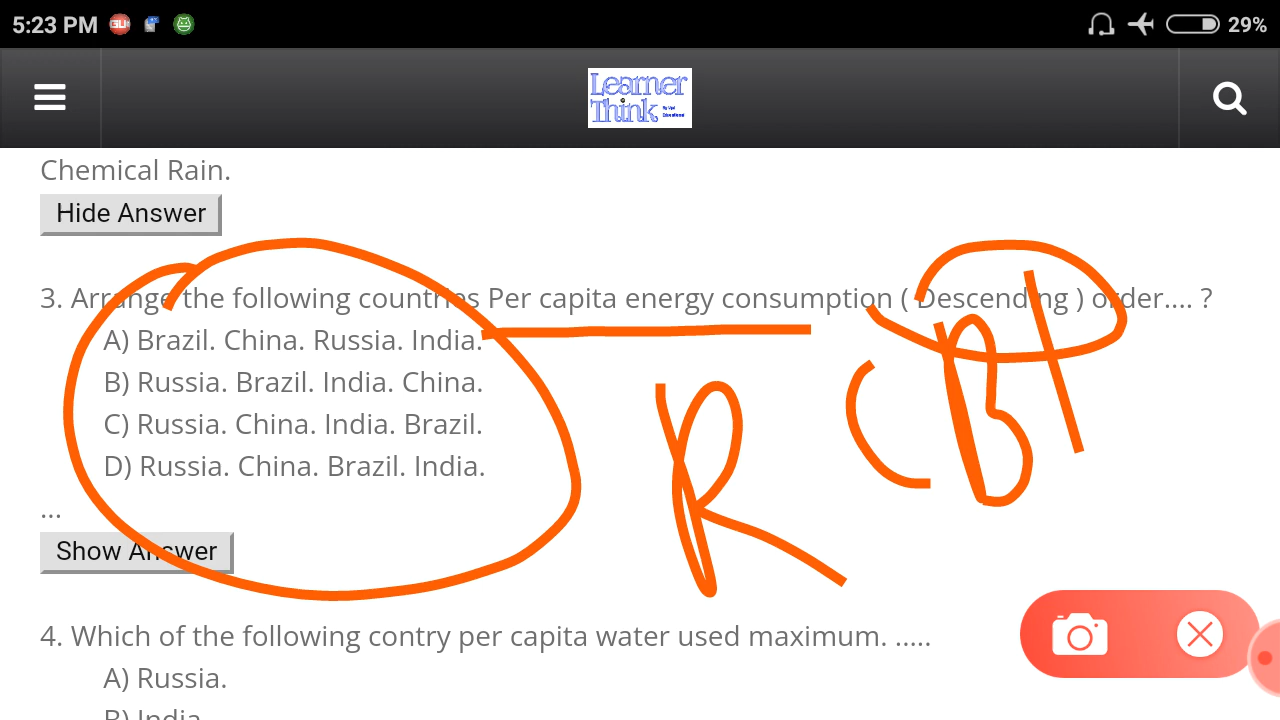 5:23 PM
29%
Learner
Think
Chemical Rain.
Hide Answer
3. Arrange the following countries Per capita energy consumption ( Descending ) order.... ?
A) Brazil. China. Russia. India.
B) Russia. Brazil. India. China.
C) Russia. China. India. Brazil.
D) Russia. China. Brazil. India.
...
Show Answer
R C B I
4. Which of the following contry per capita water used maximum. .....
A) Russia.
B) India